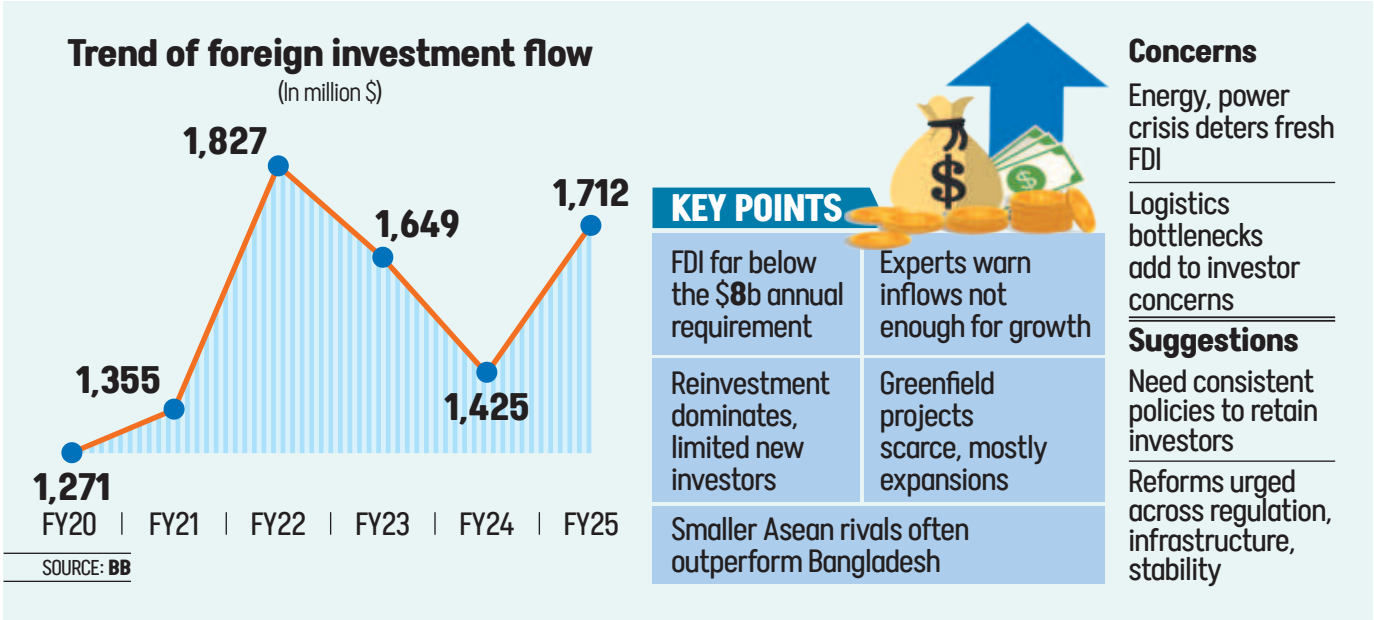 Trend of foreign investment flow
(In million $)
1,827
1,712
1,649
1,355
1,425
1,271
FY20 | FY21 | FY22 | FY23 | FY24 | FY25
SOURCE: BB
$
$
KEY POINTS
FDI far below
the $8b annual
requirement
Experts warn
inflows not
enough for growth
Reinvestment
dominates,
limited new
investors
Greenfield
projects
scarce, mostly
expansions
Smaller Asean rivals often
outperform Bangladesh
Concerns
Energy, power
crisis deters fresh
FDI
Logistics
bottlenecks
add to investor
concerns
Suggestions
Need consistent
policies to retain
investors
Reforms urged
across regulation,
infrastructure,
stability